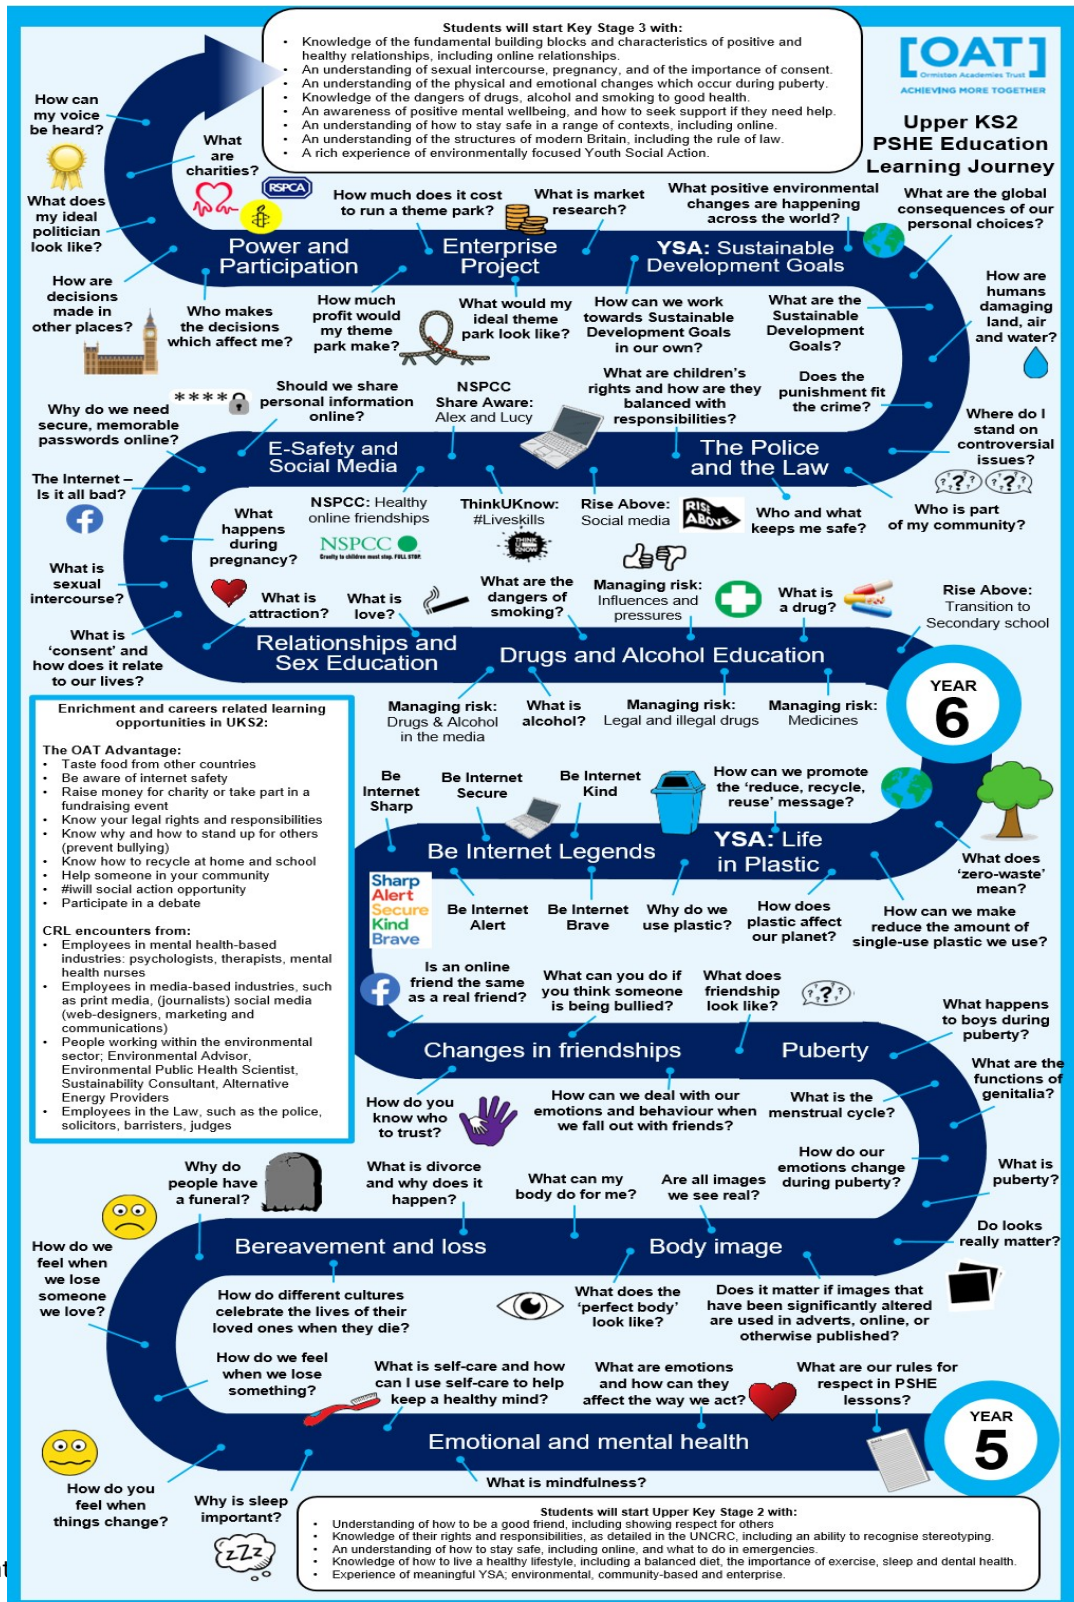 Students will start Key Stage 3 with:
• Knowledge of the fundamental building blocks and characteristics of positive and
healthy relationships, including online relationships.
• An understanding of sexual intercourse, pregnancy, and of the importance of consent.
• An understanding of the physical and emotional changes which occur during puberty.
• Knowledge of the dangers of drugs, alcohol and smoking to good health.
• An awareness of positive mental wellbeing, and how to seek support if they need help.
• An understanding of how to stay safe in a range of contexts, including online.
• An understanding of the structures of modern Britain, including the rule of law.
• A rich experience of environmentally focused Youth Social Action.
[OAT]
Ormiston Academies Trust
ACHIEVING MORE TOGETHER
Upper KS2
PSHE Education
Learning Journey
How can
my voice
be heard?
What
are
charities?
RSPCA
What does
my ideal
politician
look like?
How much does it cost
to run a theme park?
What is market
research?
What positive environmental
changes are happening
across the world?
What are the global
consequences of our
personal choices?
Power and
Participation
Enterprise
Project
YSA: Sustainable
Development Goals
How are
decisions
made in
other places?
Who makes
the decisions
which affect me?
How much
profit would
my theme
park make?
What would my
ideal theme
park look like?
How can we work
towards Sustainable
Development Goals
in our own?
What are the
Sustainable
Development
Goals?
How are
humans
damaging
land, air
and water?
Why do we need
secure, memorable
passwords online?
****
Should we share
personal information
online?
NSPCC
Share Aware:
Alex and Lucy
What are children's
rights and how are they
balanced with
responsibilities?
Does the
punishment fit
the crime?
Where do I
stand on
controversial
issues?
E-Safety and
Social Media
The Police
and the Law
The Internet –
Is it all bad?
What
happens
during
pregnancy?
NSPCC: Healthy
online friendships
NSPCC
Cruelty to children must stop. FULL STOP.
ThinkUKnow:
#Liveskills
THINK
U
KNOW
Rise Above:
Social media
RISE
ABOVE
Who and what
keeps me safe?
Who is part
of my community?
???
???
What is
sexual
intercourse?
What is
attraction?
What is
love?
What are the
dangers of
smoking?
Managing risk:
Influences and
pressures
What is
a drug?
Rise Above:
Transition to
Secondary school
What is
'consent' and
how does it relate
to our lives?
Relationships and
Sex Education
Drugs and Alcohol Education
YEAR
6
Managing risk:
Drugs & Alcohol
in the media
What is
alcohol?
Managing risk:
Legal and illegal drugs
Managing risk:
Medicines
Enrichment and careers related learning
opportunities in UKS2:
The OAT Advantage:
• Taste food from other countries
• Be aware of internet safety
• Raise money for charity or take part in a
fundraising event
• Know your legal rights and responsibilities
• Know why and how to stand up for others
(prevent bullying)
• Know how to recycle at home and school
• Help someone in your community
• #iwill social action opportunity
• Participate in a debate
CRL encounters from:
• Employees in mental health-based
industries: psychologists, therapists, mental
health nurses
• Employees in media-based industries, such
as print media, (journalists) social media
(web-designers, marketing and
communications)
• People working within the environmental
sector; Environmental Advisor,
Environmental Public Health Scientist,
Sustainability Consultant, Alternative
Energy Providers
• Employees in the Law, such as the police,
solicitors, barristers, judges
Be
Internet
Sharp
Be Internet
Secure
Be Internet
Kind
How can we promote
the 'reduce, recycle,
reuse' message?
Be Internet Legends
YSA: Life
in Plastic
What does
'zero-waste'
mean?
Sharp
Alert
Secure
Kind
Brave
Be Internet
Alert
Be Internet
Brave
Why do we
use plastic?
How does
plastic affect
our planet?
How can we make
reduce the amount of
single-use plastic we use?
Is an online
friend the same
as a real friend?
What can you do if
you think someone
is being bullied?
What does
friendship
look like?
???
What happens
to boys during
puberty?
Changes in friendships
Puberty
What are the
functions of
genitalia?
How do you
know who
to trust?
How can we deal with our
emotions and behaviour when
we fall out with friends?
What is the
menstrual cycle?
How do our
emotions change
during puberty?
What is
puberty?
Why do
people have
a funeral?
What is divorce
and why does it
happen?
What can my
body do for me?
Are all images
we see real?
Do looks
really matter?
How do we
feel when
we lose
someone
we love?
Bereavement and loss
Body image
How do different cultures
celebrate the lives of their
loved ones when they die?
What does the
'perfect body'
look like?
Does it matter if images that
have been significantly altered
are used in adverts, online, or
otherwise published?
How do we feel
when we lose
something?
What is self-care and how
can I use self-care to help
keep a healthy mind?
What are emotions
and how can they
affect the way we act?
What are our rules for
respect in PSHE
lessons?
Emotional and mental health
YEAR
5
How do you
feel when
things change?
Why is sleep
important?
zZz
What is mindfulness?
Students will start Upper Key Stage 2 with:
• Understanding of how to be a good friend, including showing respect for others
• Knowledge of their rights and responsibilities, as detailed in the UNCRC, including an ability to recognise stereotyping.
• An understanding of how to stay safe, including online, and what to do in emergencies.
• Knowledge of how to live a healthy lifestyle, including a balanced diet, the importance of exercise, sleep and dental health.
• Experience of meaningful YSA; environmental, community-based and enterprise.